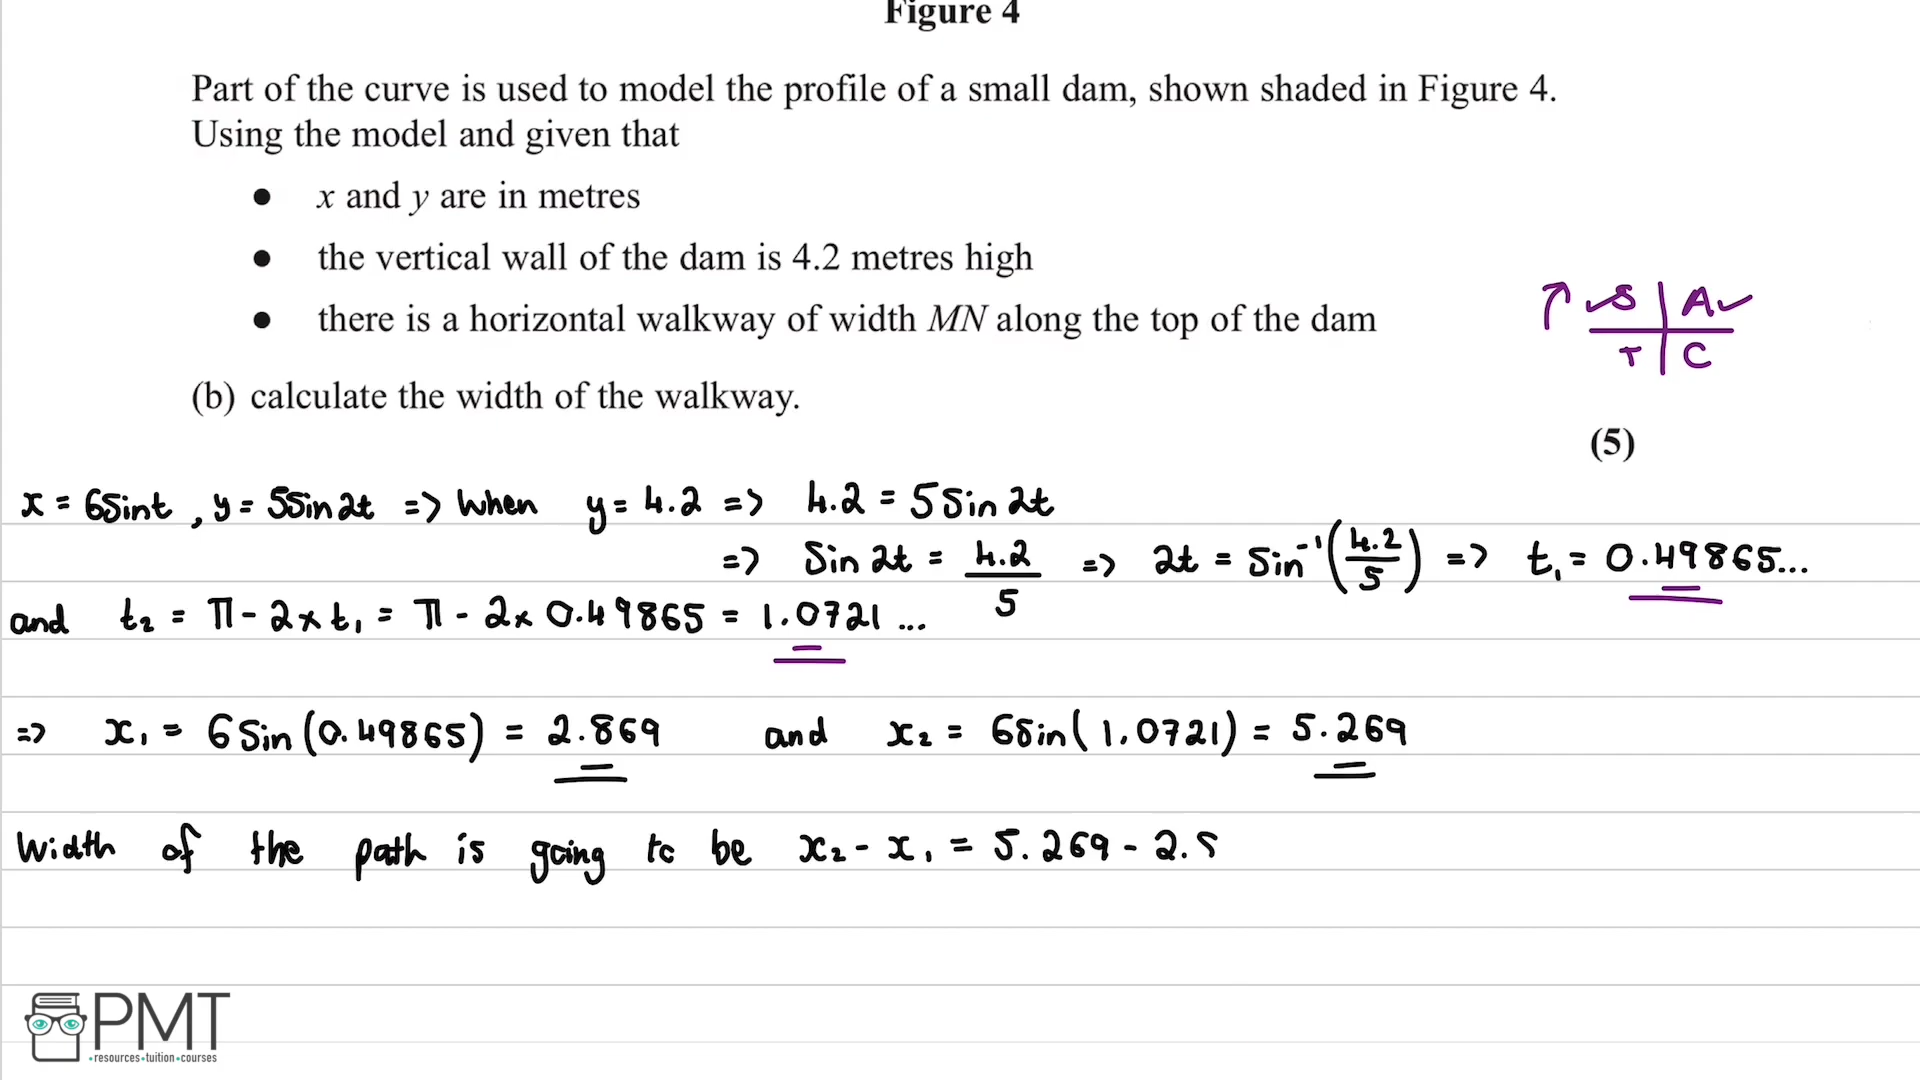 Figure 4
Part of the curve is used to model the profile of a small dam, shown shaded in Figure 4.
Using the model and given that
● x and y are in metres
● the vertical wall of the dam is 4.2 metres high
● there is a horizontal walkway of width MN along the top of the dam
↑ ✓S | A✓
T | C
(b) calculate the width of the walkway.
(5)
x = 6Sint , y = 5Sin2t => When y = 4.2 => 4.2 = 5Sin2t
=> Sin2t = 4.2/5 => 2t = Sin⁻¹(4.2/5) => t₁ = 0.49865...
and t₂ = π - 2×t₁ = π - 2× 0.49865 = 1.0721...
=> x₁ = 6Sin(0.49865) = 2.869 and x₂ = 6Sin(1.0721) = 5.269
Width of the path is going to be x₂ - x₁ = 5.269 - 2.
PMT
•resources•tuition•courses